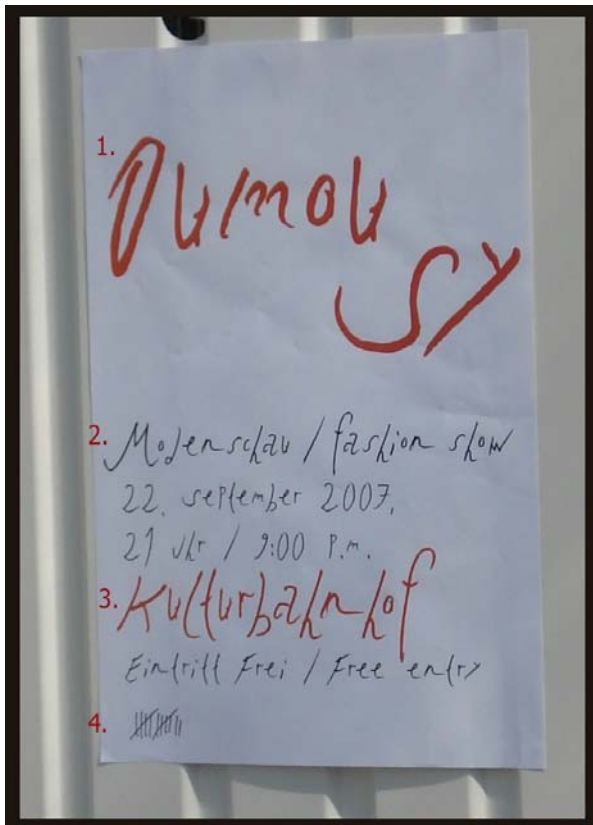 1.
Oumou
Sy
2. Modenschau / fashion show
22. september 2007,
21 Uhr / 9:00 P.m.
3. Kulturbahnhof
Eintritt Frei / Free entry
4.